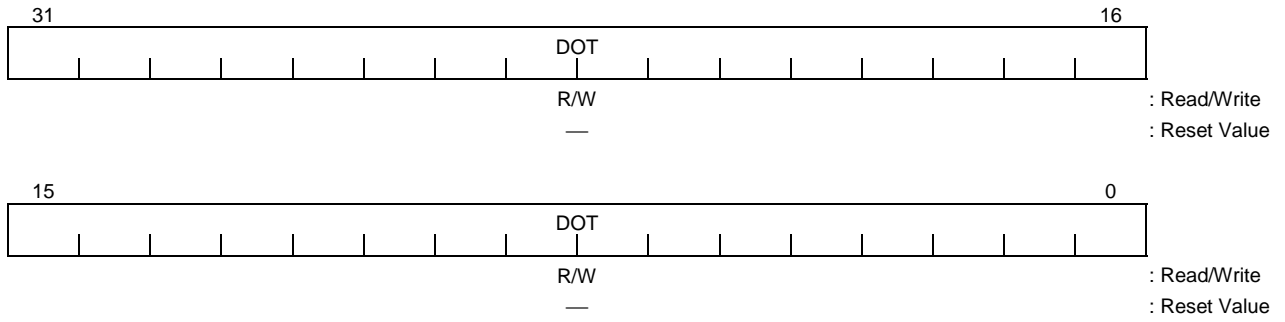 31 16
DOT
R/W : Read/Write
— : Reset Value
15 0
DOT
R/W : Read/Write
— : Reset Value